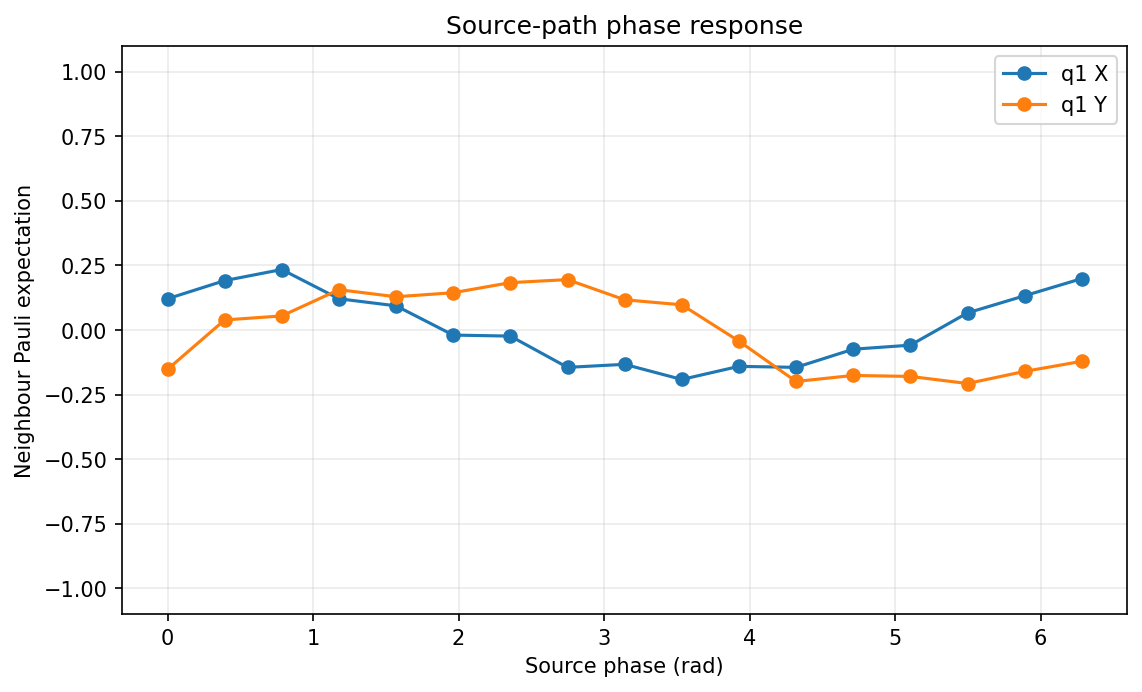 Source-path phase response
q1 X
q1 Y
Neighbour Pauli expectation
1.00
0.75
0.50
0.25
0.00
−0.25
−0.50
−0.75
−1.00
0 1 2 3 4 5 6
Source phase (rad)